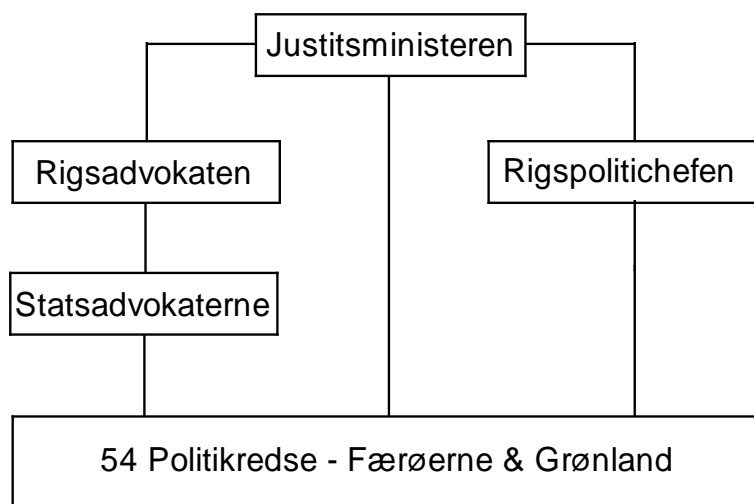 Justitsministeren
Rigsadvokaten
Rigspolitichefen
Statsadvokaterne
54 Politikredse - Færøerne & Grønland